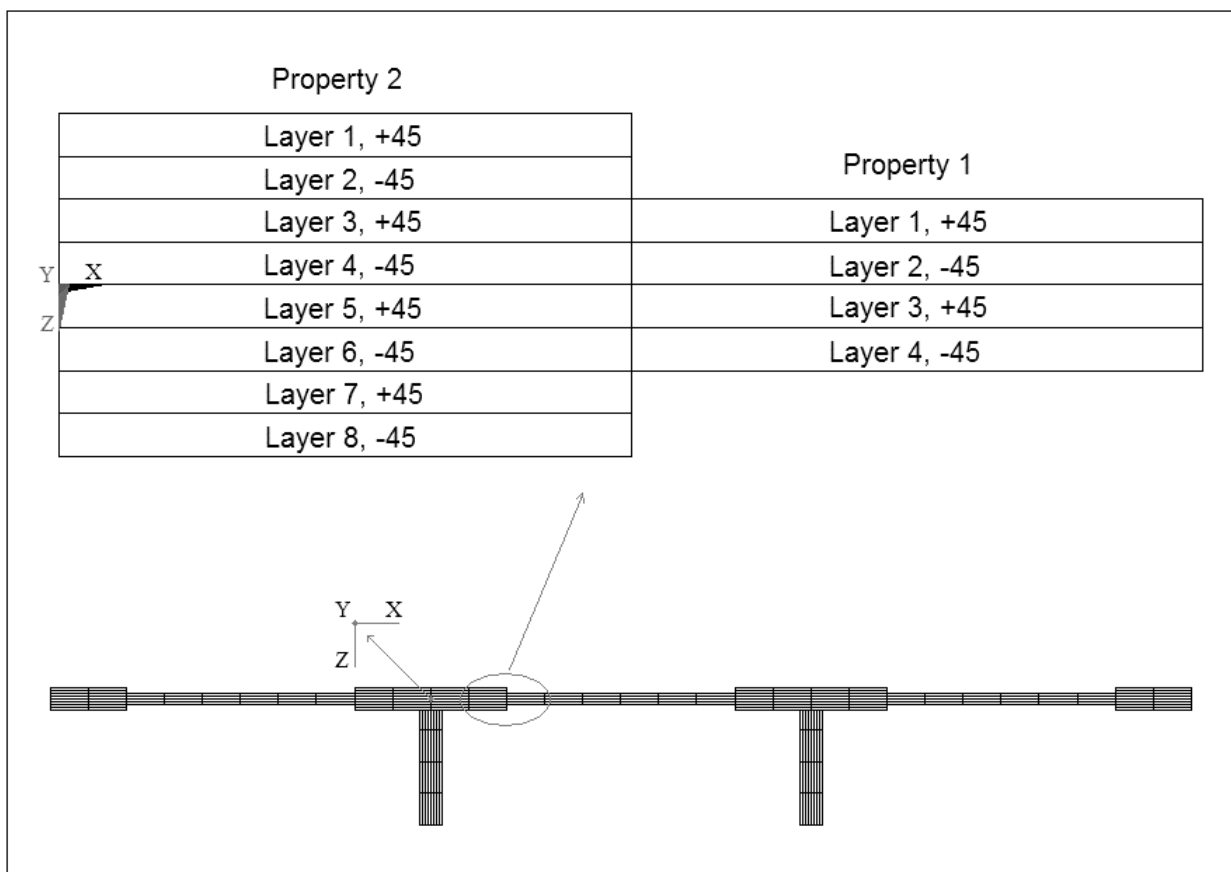 Property 2
Layer 1, +45
Layer 2, -45
Layer 3, +45
Layer 4, -45
Layer 5, +45
Layer 6, -45
Layer 7, +45
Layer 8, -45
Property 1
Layer 1, +45
Layer 2, -45
Layer 3, +45
Layer 4, -45
Y X
Z
Y X
Z